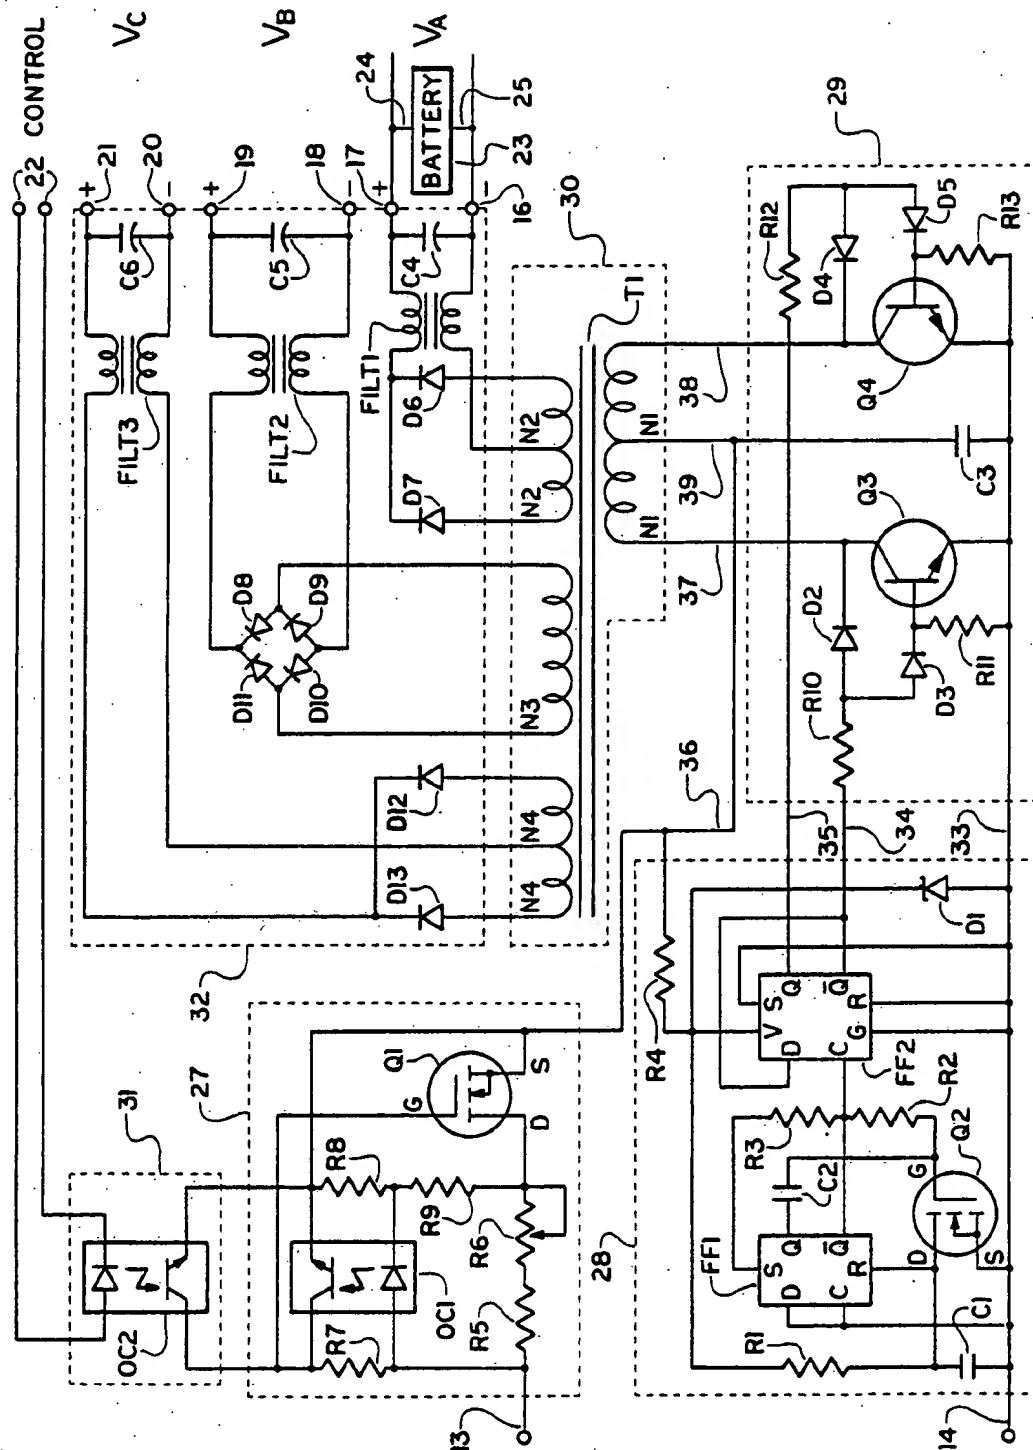 22 CONTROL
VC
VB
VA
+
21
20
-
+
19
18
-
17
+
16
-
24
BATTERY
25
23
C6
C5
C4
FILT3
FILT2
FILT1
D6
D7
D8
D9
D11
D10
D12
D13
N2
N2
N3
N4
N4
30
T1
N1
N1
32
38
39
37
36
29
R12
D4
D5
R13
Q4
C3
Q3
D2
R10
D3
R11
35
34
33
31
OC2
27
Q1
G
S
D
R8
R9
R7
OC1
R6
R5
13
28
R4
D1
S
Q
V
D
Q̅
C
G
R
FF2
R3
R2
C2
Q2
G
D
S
FF1
S
Q
D
Q̅
C
R
R1
C1
14